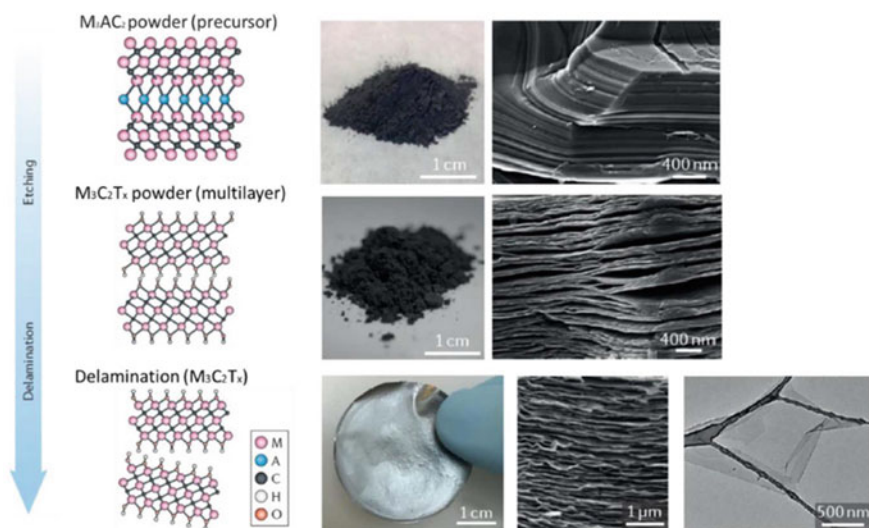 M₃AC₂ powder (precursor)
1 cm
400 nm
Etching
M₃C₂Tₓ powder (multilayer)
1 cm
400 nm
Delamination
Delamination (M₃C₂Tₓ)
M
A
C
H
O
1 cm
1 µm
500 nm